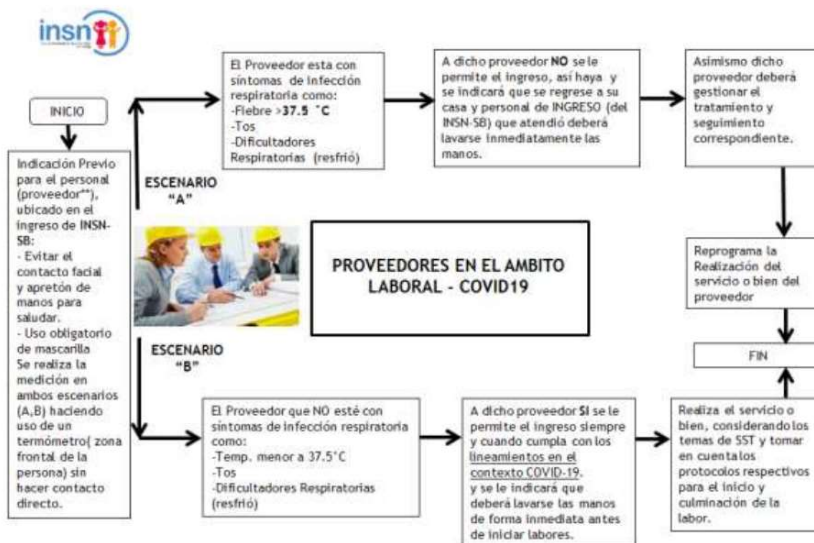 insn
INICIO
Indicación Previo
para el personal
(proveedor**),
ubicado en el
ingreso de INSN-
SB:
- Evitar el
contacto facial
y apretón de
manos para
saludar.
- Uso obligatorio
de mascarilla
Se realiza la
medición en
ambos escenarios
(A,B) haciendo
uso de un
termómetro( zona
frontal de la
persona) sin
hacer contacto
directo.
ESCENARIO
"A"
El Proveedor esta con
síntomas de infección
respiratoria como:
-Fiebre >37.5 °C
-Tos
-Dificultadores
Respiratorias (resfrió)
A dicho proveedor NO se le
permite el ingreso, así haya y
se indicará que se regrese a su
casa y personal de INGRESO (del
INSN-SB) que atendió deberá
lavarse inmediatamente las
manos.
Asimismo dicho
proveedor deberá
gestionar el
tratamiento y
seguimiento
correspondiente.
Reprograma la
Realización del
servicio o bien del
proveedor
FIN
PROVEEDORES EN EL AMBITO
LABORAL - COVID19
ESCENARIO
"B"
El Proveedor que NO esté con
síntomas de infección respiratoria
como:
-Temp. menor a 37.5°C
-Tos
-Dificultadores Respiratorias
(resfrió)
A dicho proveedor SI se le
permite el ingreso siempre
y cuando cumpla con los
lineamientos en el
contexto COVID-19.
y se le indicará que
deberá lavarse las manos
de forma inmediata antes
de iniciar labores.
Realiza el servicio o
bien, considerando los
temas de SST y tomar
en cuenta los
protocolos respectivos
para el inicio y
culminación de la
labor.